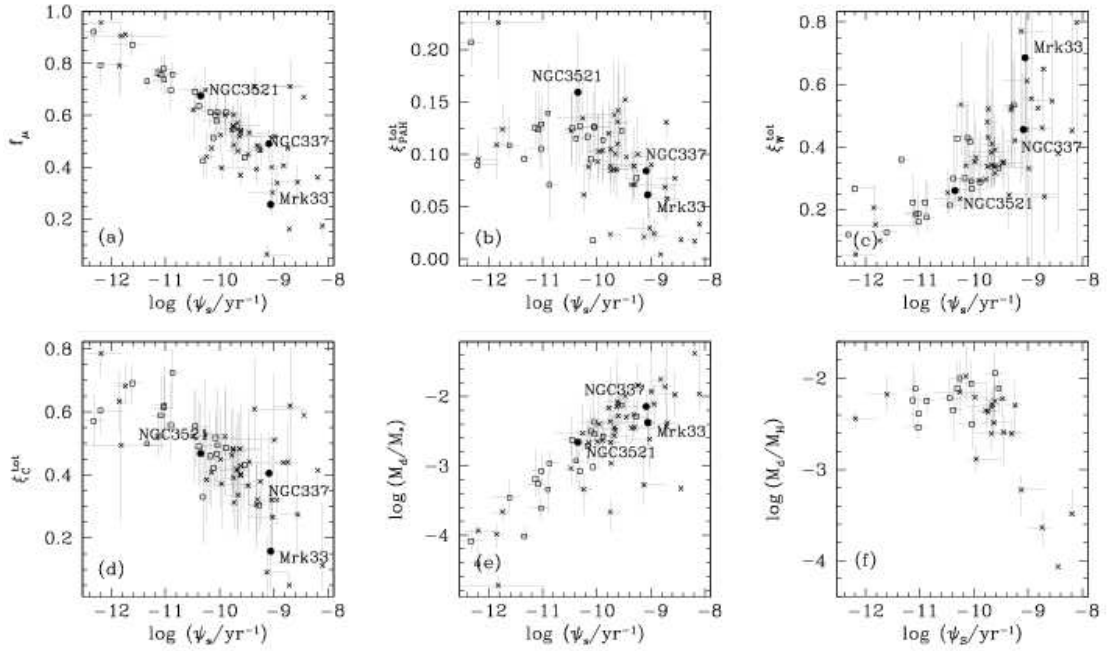 1.0
0.8
0.6
0.4
0.2
f_μ
NGC3521
NGC337
Mrk33
(a)
−12 −11 −10 −9 −8
log (ψ_s/yr⁻¹)
0.20
0.15
0.10
0.05
0.00
ξ_PAH^tot
NGC3521
NGC337
Mrk33
(b)
−12 −11 −10 −9 −8
log (ψ_s/yr⁻¹)
0.8
0.6
0.4
0.2
ξ_W^tot
Mrk33
NGC337
NGC3521
(c)
−12 −11 −10 −9 −8
log (ψ_s/yr⁻¹)
0.8
0.6
0.4
0.2
ξ_C^tot
NGC3521
NGC337
Mrk33
(d)
−12 −11 −10 −9 −8
log (ψ_s/yr⁻¹)
−2
−3
−4
log (M_d/M_*)
NGC337
Mrk33
NGC3521
(e)
−12 −11 −10 −9 −8
log (ψ_s/yr⁻¹)
−2
−3
−4
log (M_d/M_H)
(f)
−12 −11 −10 −9 −8
log (ψ_S/yr⁻¹)